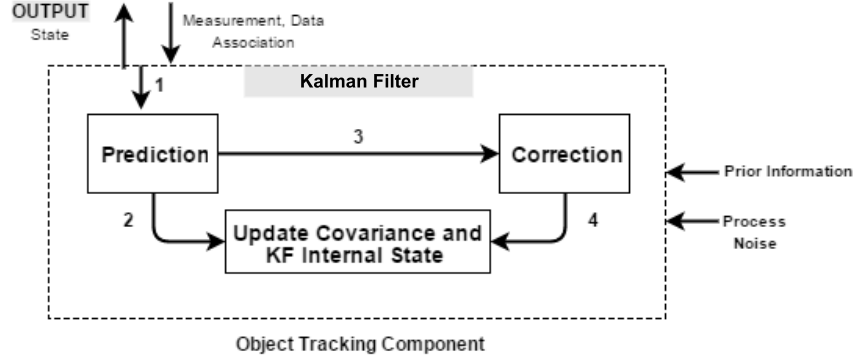 OUTPUT
State
Measurement, Data
Association
1
Kalman Filter
Prediction
3
Correction
Prior Information
2
4
Process
Noise
Update Covariance and
KF Internal State
Object Tracking Component